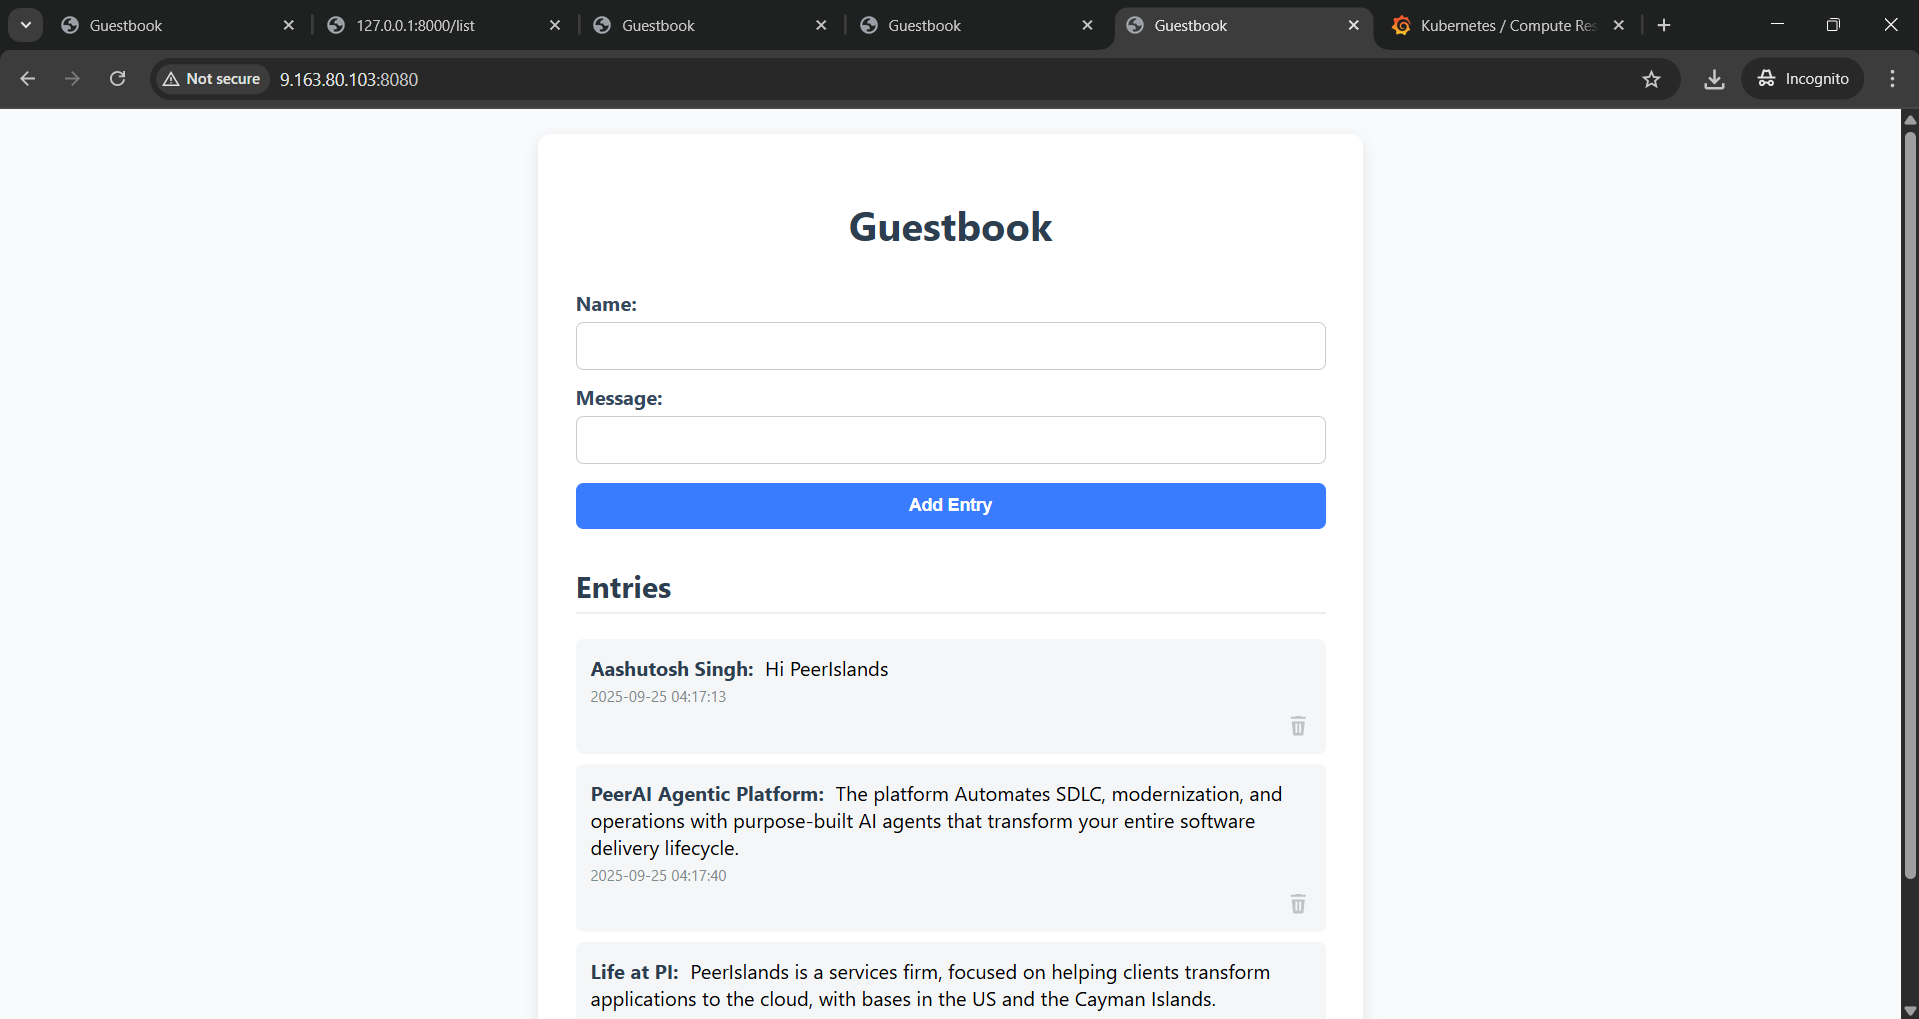 Guestbook
127.0.0.1:8000/list
Guestbook
Guestbook
Guestbook
Kubernetes / Compute Res
Not secure
9.163.80.103:8080
Incognito
Guestbook
Name:
Message:
Add Entry
Entries
Aashutosh Singh: Hi PeerIslands
2025-09-25 04:17:13
PeerAI Agentic Platform: The platform Automates SDLC, modernization, and
operations with purpose-built AI agents that transform your entire software
delivery lifecycle.
2025-09-25 04:17:40
Life at PI: PeerIslands is a services firm, focused on helping clients transform
applications to the cloud, with bases in the US and the Cayman Islands.